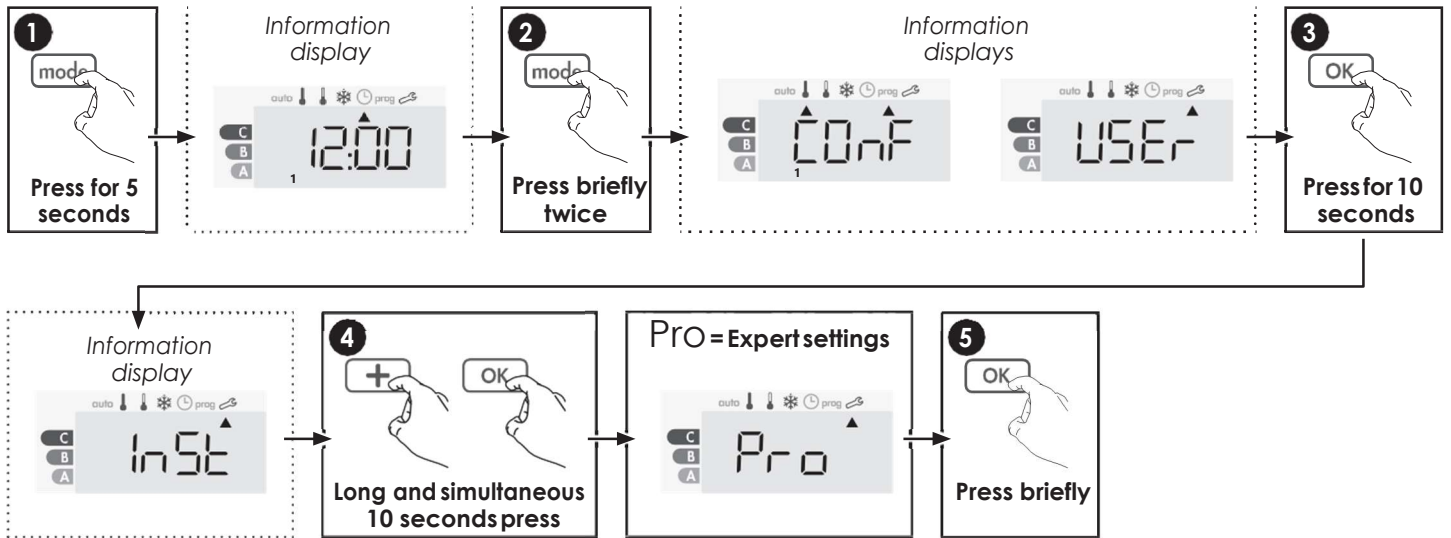 1
mode
Press for 5
seconds
Information
display
auto prog
C
B
A
12:00
1
2
mode
Press briefly
twice
Information
displays
auto prog
C
B
A
COnF
1
auto prog
C
B
A
USEr
3
OK
Press for 10
seconds
Information
display
auto prog
C
B
A
InSt
4
+ OK
Long and simultaneous
10 seconds press
Pro = Expert settings
auto prog
C
B
A
Pro
5
OK
Press briefly